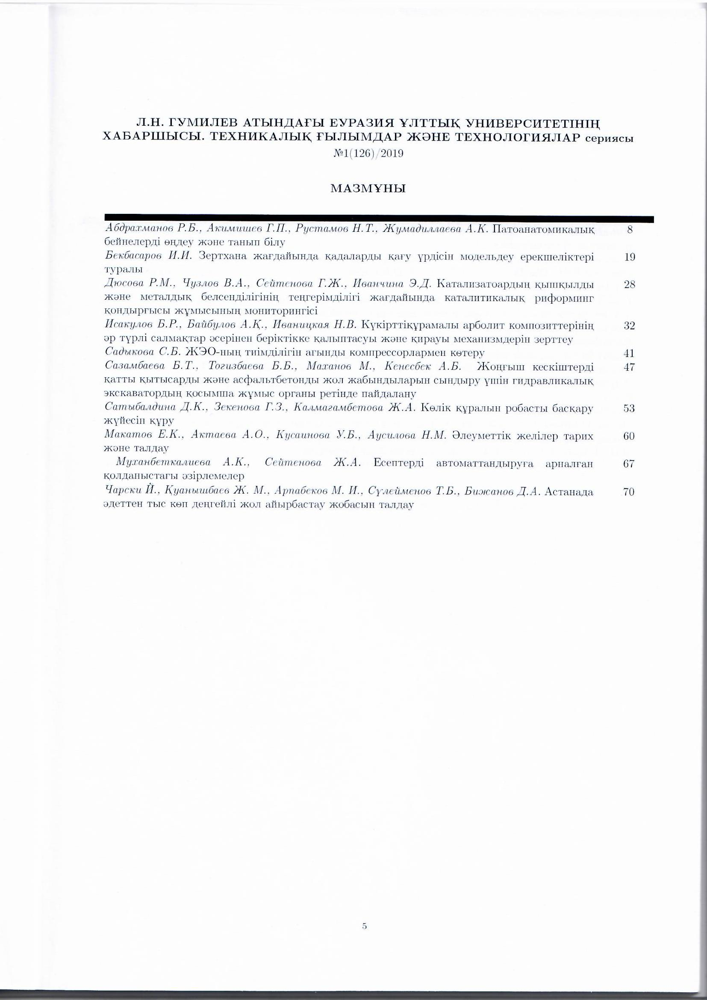 Л.Н. ГУМИЛЕВ АТЫНДАҒЫ ЕУРАЗИЯ ҰЛТТЫҚ УНИВЕРСИТЕТІНІҢ
ХАБАРШЫСЫ. ТЕХНИКАЛЫҚ ҒЫЛЫМДАР ЖӘНЕ ТЕХНОЛОГИЯЛАР сериясы
№1(126)/2019
МАЗМҰНЫ
Абдрахманов Р.Б., Акимишев Г.П., Рустамов Н.Т., Жумадиллаева А.К. Патоанатомикалық 8
бейнелерді өңдеу және танып білу
Бекбасаров И.И. Зертхана жағдайында қадаларды қағу үрдісін модельдеу ерекшеліктері 19
туралы
Дюсова Р.М., Чузлов В.А., Сейтенова Г.Ж., Иванчина Э.Д. Катализатоардың қышқылды 28
және металдық белсенділігінің теңгерімділігі жағдайында каталитикалық риформинг
қондырғысы жұмысының мониторингісі
Исакулов Б.Р., Байбулов А.Қ., Иваницкая Н.В. Күкірттіқұрамалы арболит композиттерінің 32
әр түрлі салмақтар әсерінен беріктікке қалыптасуы және қирауы механизмдерін зерттеу
Садыкова С.Б. ЖЭО-ның тиімділігін ағынды компрессорлармен көтеру 41
Сазамбаева Б.Т., Тогизбаева Б.Б., Маханов М., Кенесбек А.Б. Жоңғыш кескіштерді 47
қатты қытысарды және асфальтбетонды жол жабындыларын сындыру үшін гидравликалық
экскаватордың қосымша жұмыс органы ретінде пайдалану
Сатыбалдина Д.К., Зекенова Г.З., Калмагамбетова Ж.А. Көлік құралын робасты басқару 53
жүйесін құру
Макатов Е.К., Актаева А.О., Кусаинова У.Б., Аусилова Н.М. Әлеуметтік желілер тарих 60
және талдау
Муханбеткалиева А.К., Сейтенова Ж.А. Есептерді автоматтандыруға арналған 67
қолданыстағы әзірлемелер
Чарски Й., Қуанышбаев Ж. М., Арпабеков М. И., Сүлейменов Т.Б., Бижанов Д.А. Астанада 70
әдеттен тыс көп деңгейлі жол айырбастау жобасын талдау
5